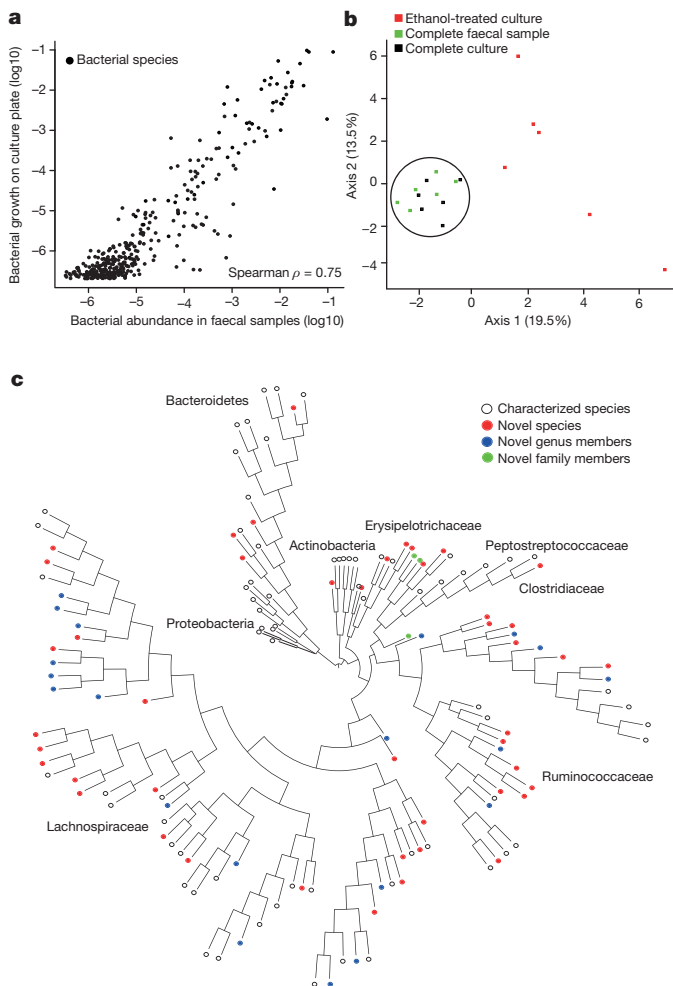 a
Bacterial growth on culture plate (log10)
−1
−2
−3
−4
−5
−6
Bacterial species
Spearman ρ = 0.75
−6 −5 −4 −3 −2 −1
Bacterial abundance in faecal samples (log10)
b
Ethanol-treated culture
Complete faecal sample
Complete culture
Axis 2 (13.5%)
6
4
2
0
−2
−4
−2 0 2 4 6
Axis 1 (19.5%)
c
Characterized species
Novel species
Novel genus members
Novel family members
Bacteroidetes
Erysipelotrichaceae
Actinobacteria
Peptostreptococcaceae
Clostridiaceae
Proteobacteria
Ruminococcaceae
Lachnospiraceae